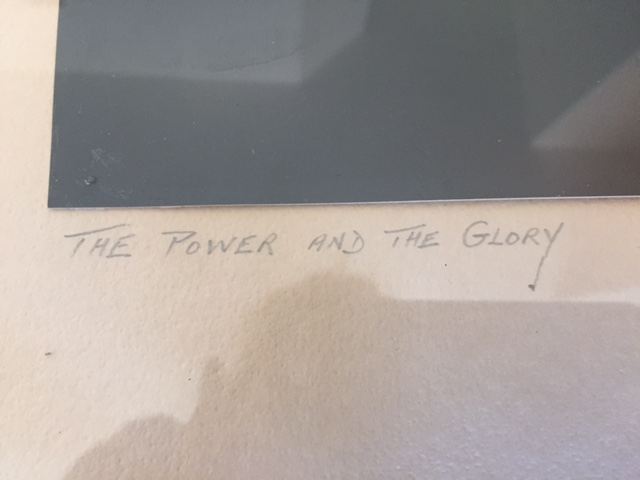 THE POWER AND THE GLORY